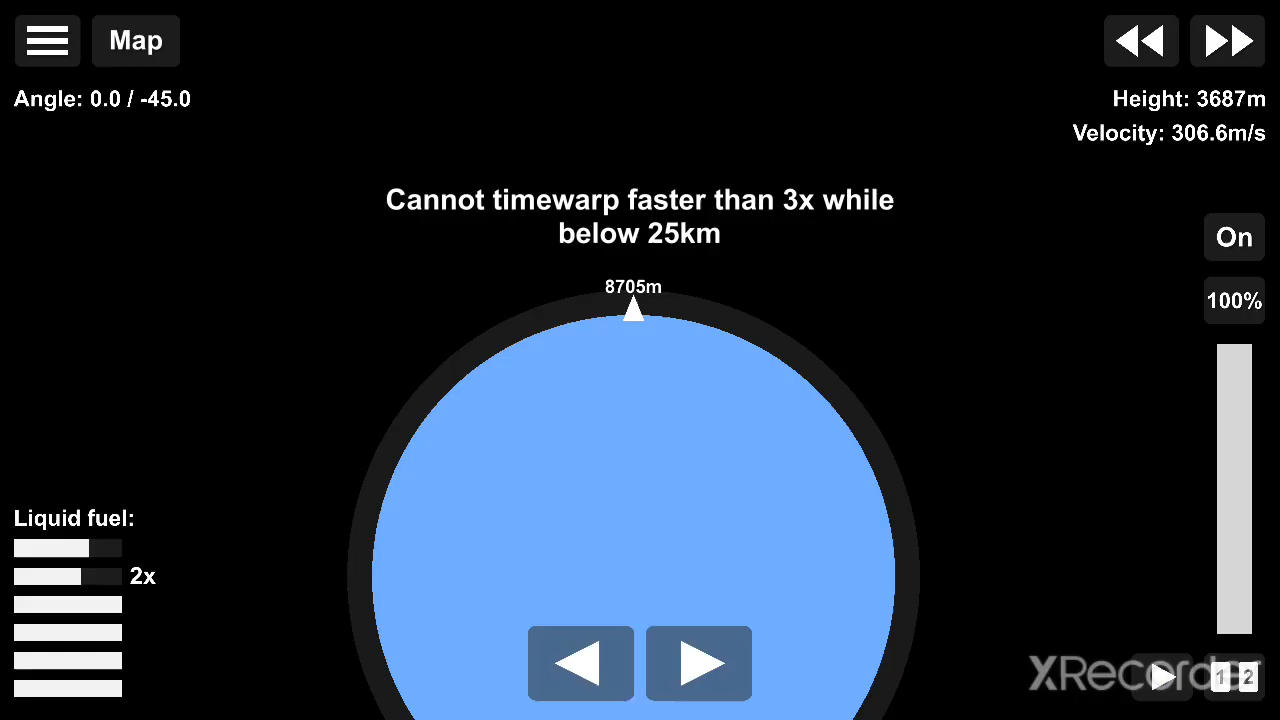 Map
Angle: 0.0 / -45.0
Height: 3687m
Velocity: 306.6m/s
Cannot timewarp faster than 3x while
below 25km
On
8705m
100%
Liquid fuel:
2x
XRecorder
1 2